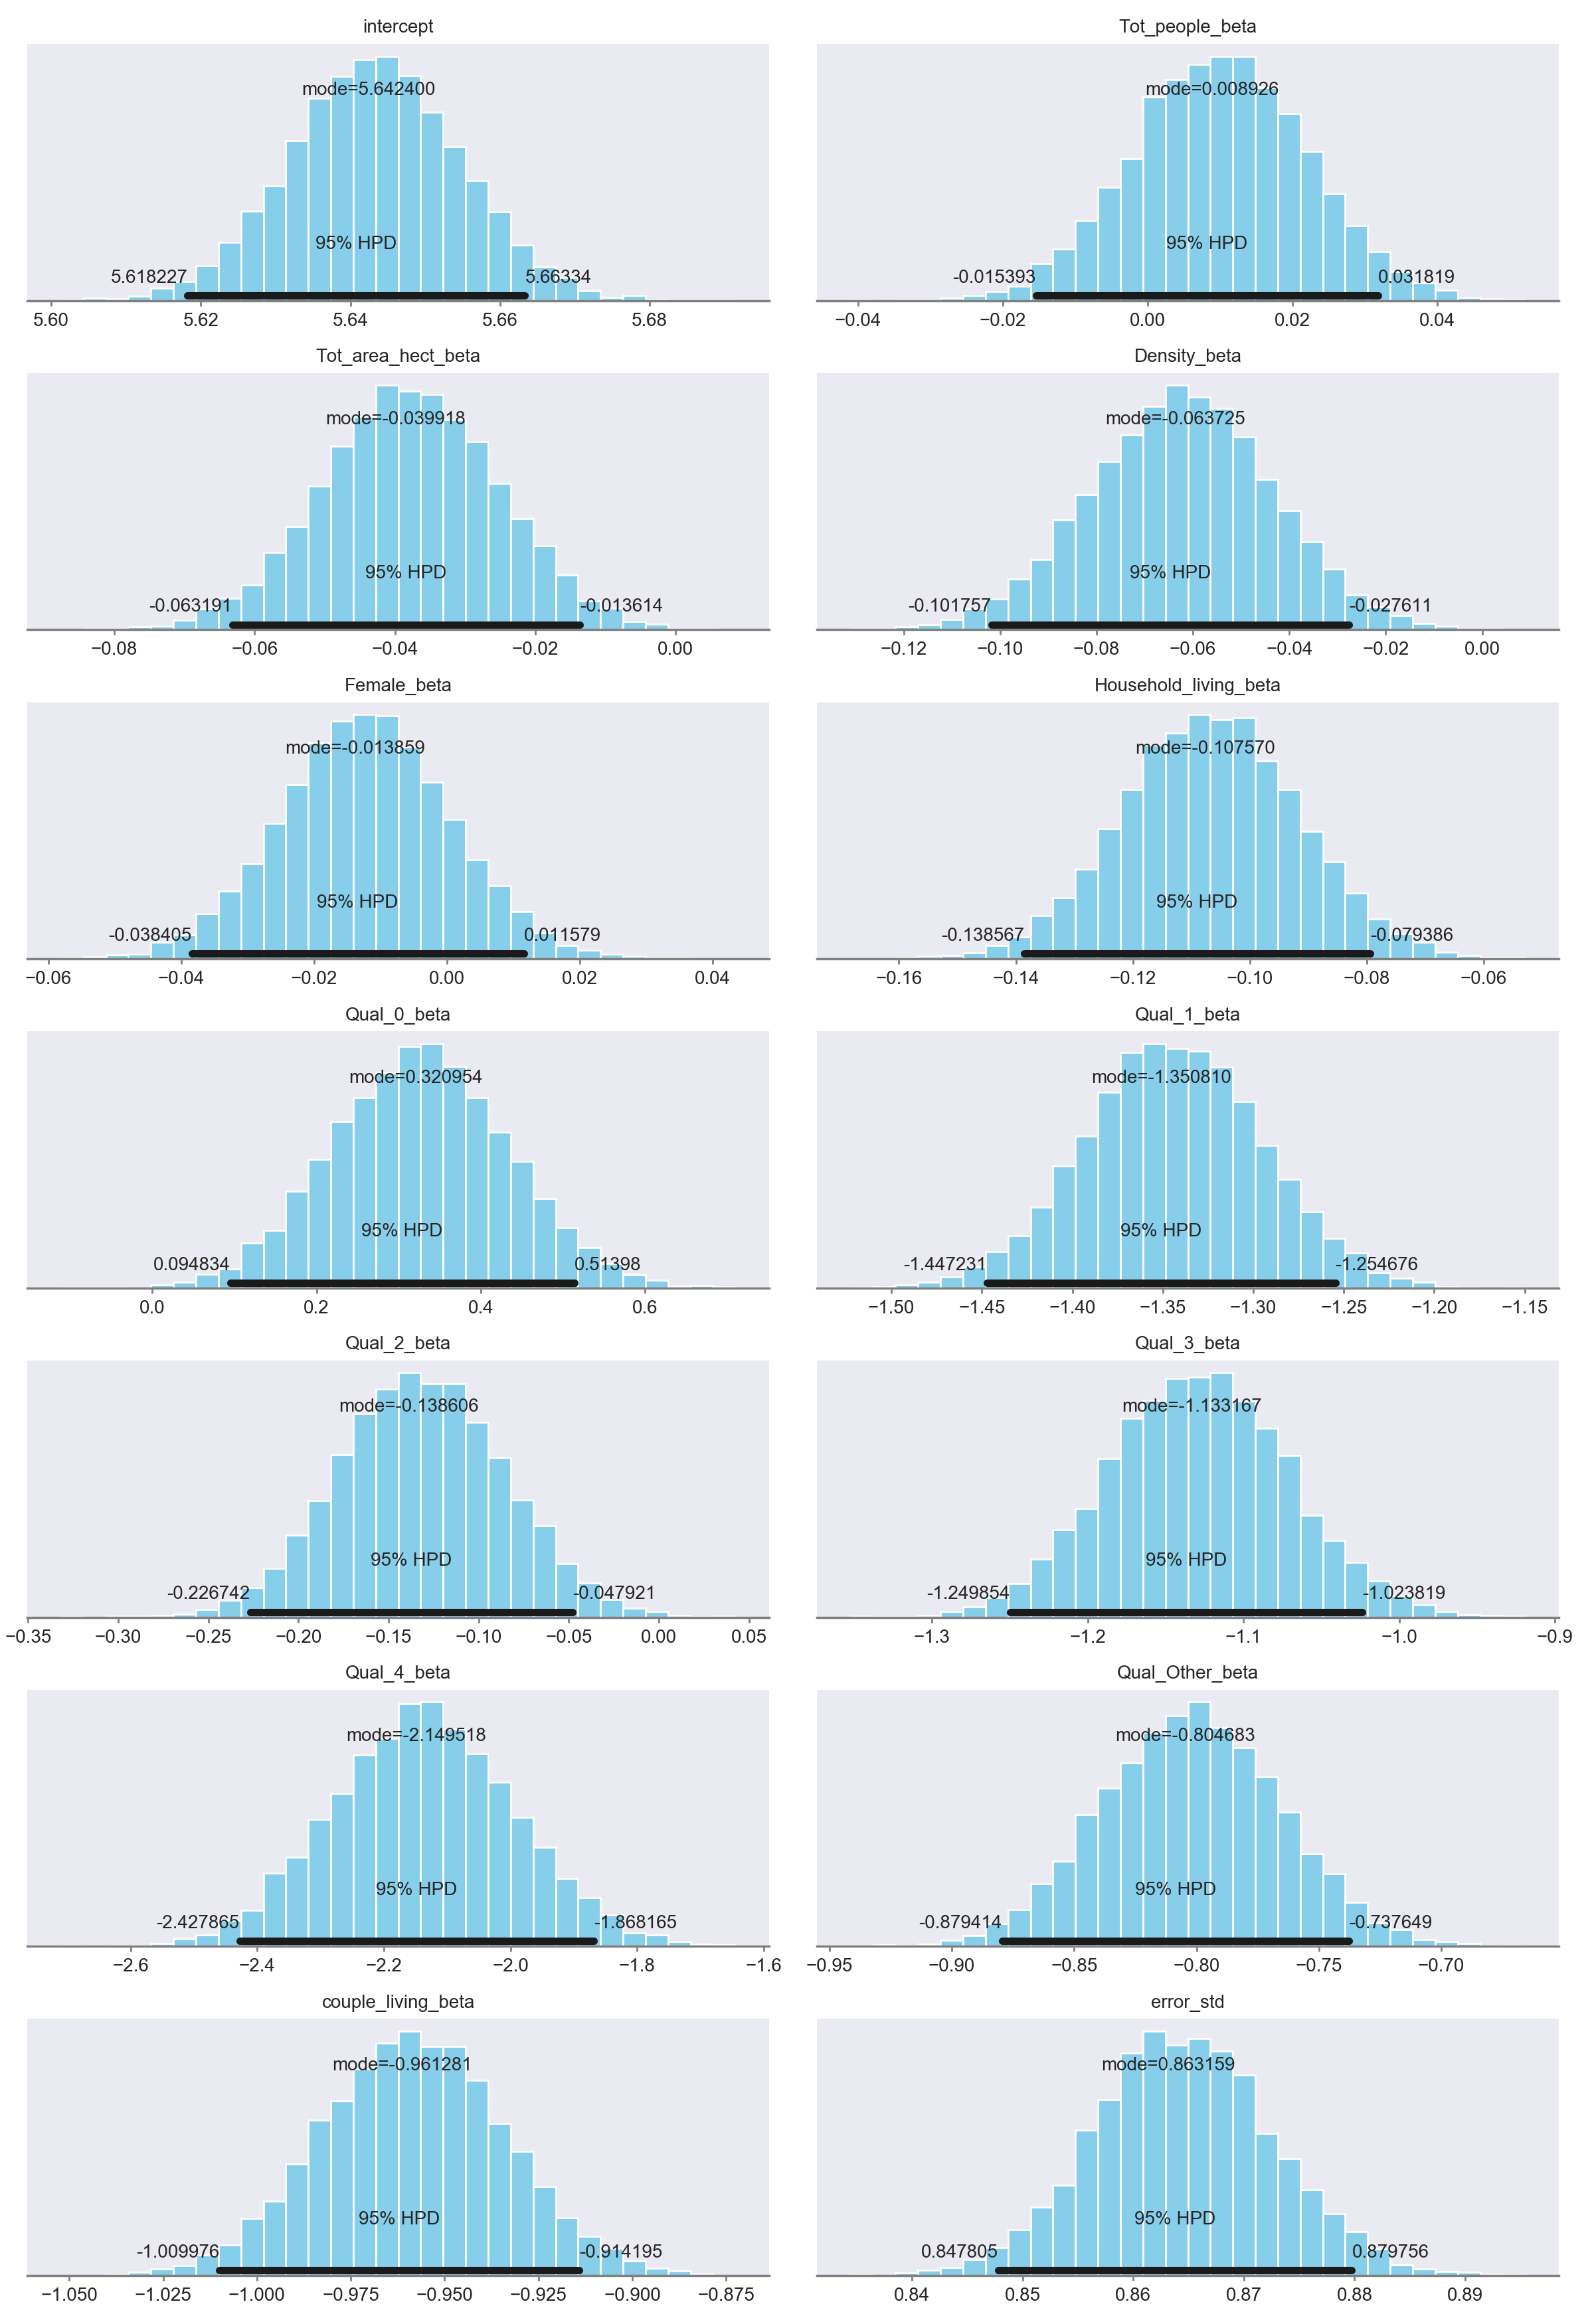 intercept
mode=5.642400
95% HPD
5.618227 5.66334
5.60 5.62 5.64 5.66 5.68
Tot_people_beta
mode=0.008926
95% HPD
-0.015393 0.031819
−0.04 −0.02 0.00 0.02 0.04
Tot_area_hect_beta
mode=-0.039918
95% HPD
-0.063191 -0.013614
−0.08 −0.06 −0.04 −0.02 0.00
Density_beta
mode=-0.063725
95% HPD
-0.101757 -0.027611
−0.12 −0.10 −0.08 −0.06 −0.04 −0.02 0.00
Female_beta
mode=-0.013859
95% HPD
-0.038405 0.011579
−0.06 −0.04 −0.02 0.00 0.02 0.04
Household_living_beta
mode=-0.107570
95% HPD
-0.138567 -0.079386
−0.16 −0.14 −0.12 −0.10 −0.08 −0.06
Qual_0_beta
mode=0.320954
95% HPD
0.094834 0.51398
0.0 0.2 0.4 0.6
Qual_1_beta
mode=-1.350810
95% HPD
-1.447231 -1.254676
−1.50 −1.45 −1.40 −1.35 −1.30 −1.25 −1.20 −1.15
Qual_2_beta
mode=-0.138606
95% HPD
-0.226742 -0.047921
−0.35 −0.30 −0.25 −0.20 −0.15 −0.10 −0.05 0.00 0.05
Qual_3_beta
mode=-1.133167
95% HPD
-1.249854 -1.023819
−1.3 −1.2 −1.1 −1.0 −0.9
Qual_4_beta
mode=-2.149518
95% HPD
-2.427865 -1.868165
−2.6 −2.4 −2.2 −2.0 −1.8 −1.6
Qual_Other_beta
mode=-0.804683
95% HPD
-0.879414 -0.737649
−0.95 −0.90 −0.85 −0.80 −0.75 −0.70
couple_living_beta
mode=-0.961281
95% HPD
-1.009976 -0.914195
−1.050 −1.025 −1.000 −0.975 −0.950 −0.925 −0.900 −0.875
error_std
mode=0.863159
95% HPD
0.847805 0.879756
0.84 0.85 0.86 0.87 0.88 0.89